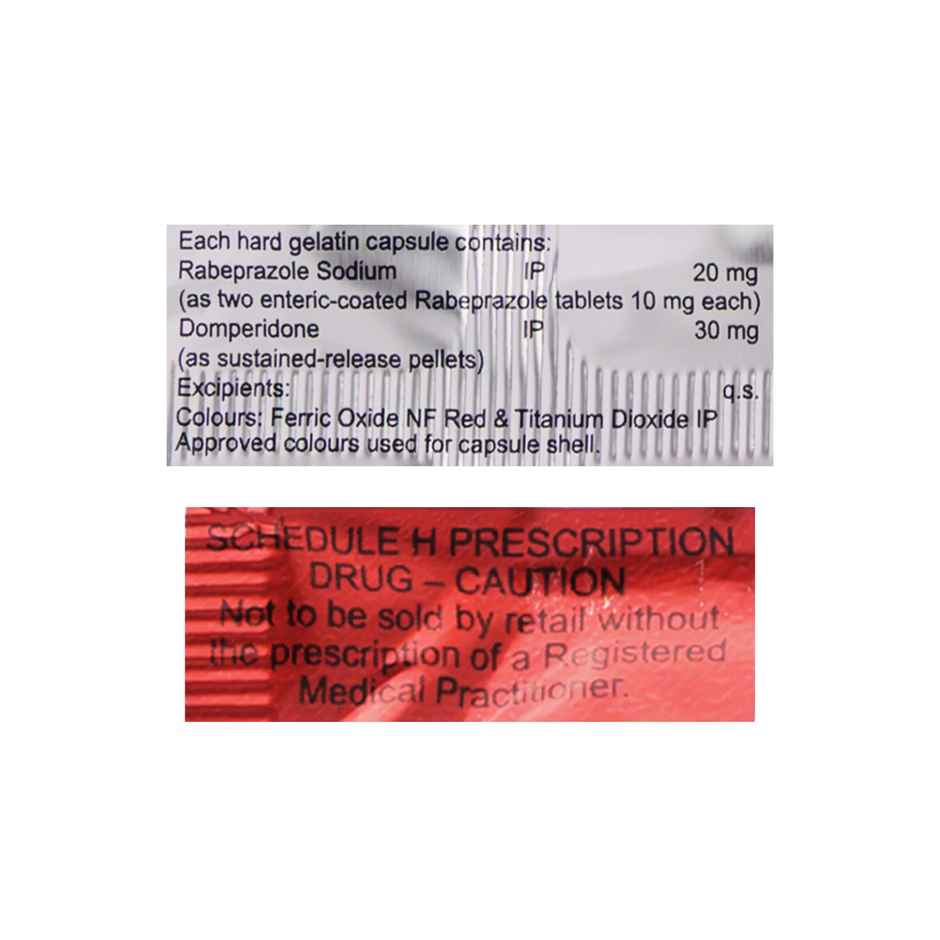 Each hard gelatin capsule contains:
Rabeprazole Sodium IP 20 mg
(as two enteric-coated Rabeprazole tablets 10 mg each)
Domperidone IP 30 mg
(as sustained-release pellets)
Excipients: q.s.
Colours: Ferric Oxide NF Red & Titanium Dioxide IP
Approved colours used for capsule shell.
SCHEDULE H PRESCRIPTION
DRUG – CAUTION
Not to be sold by retail without
the prescription of a Registered
Medical Practitioner.